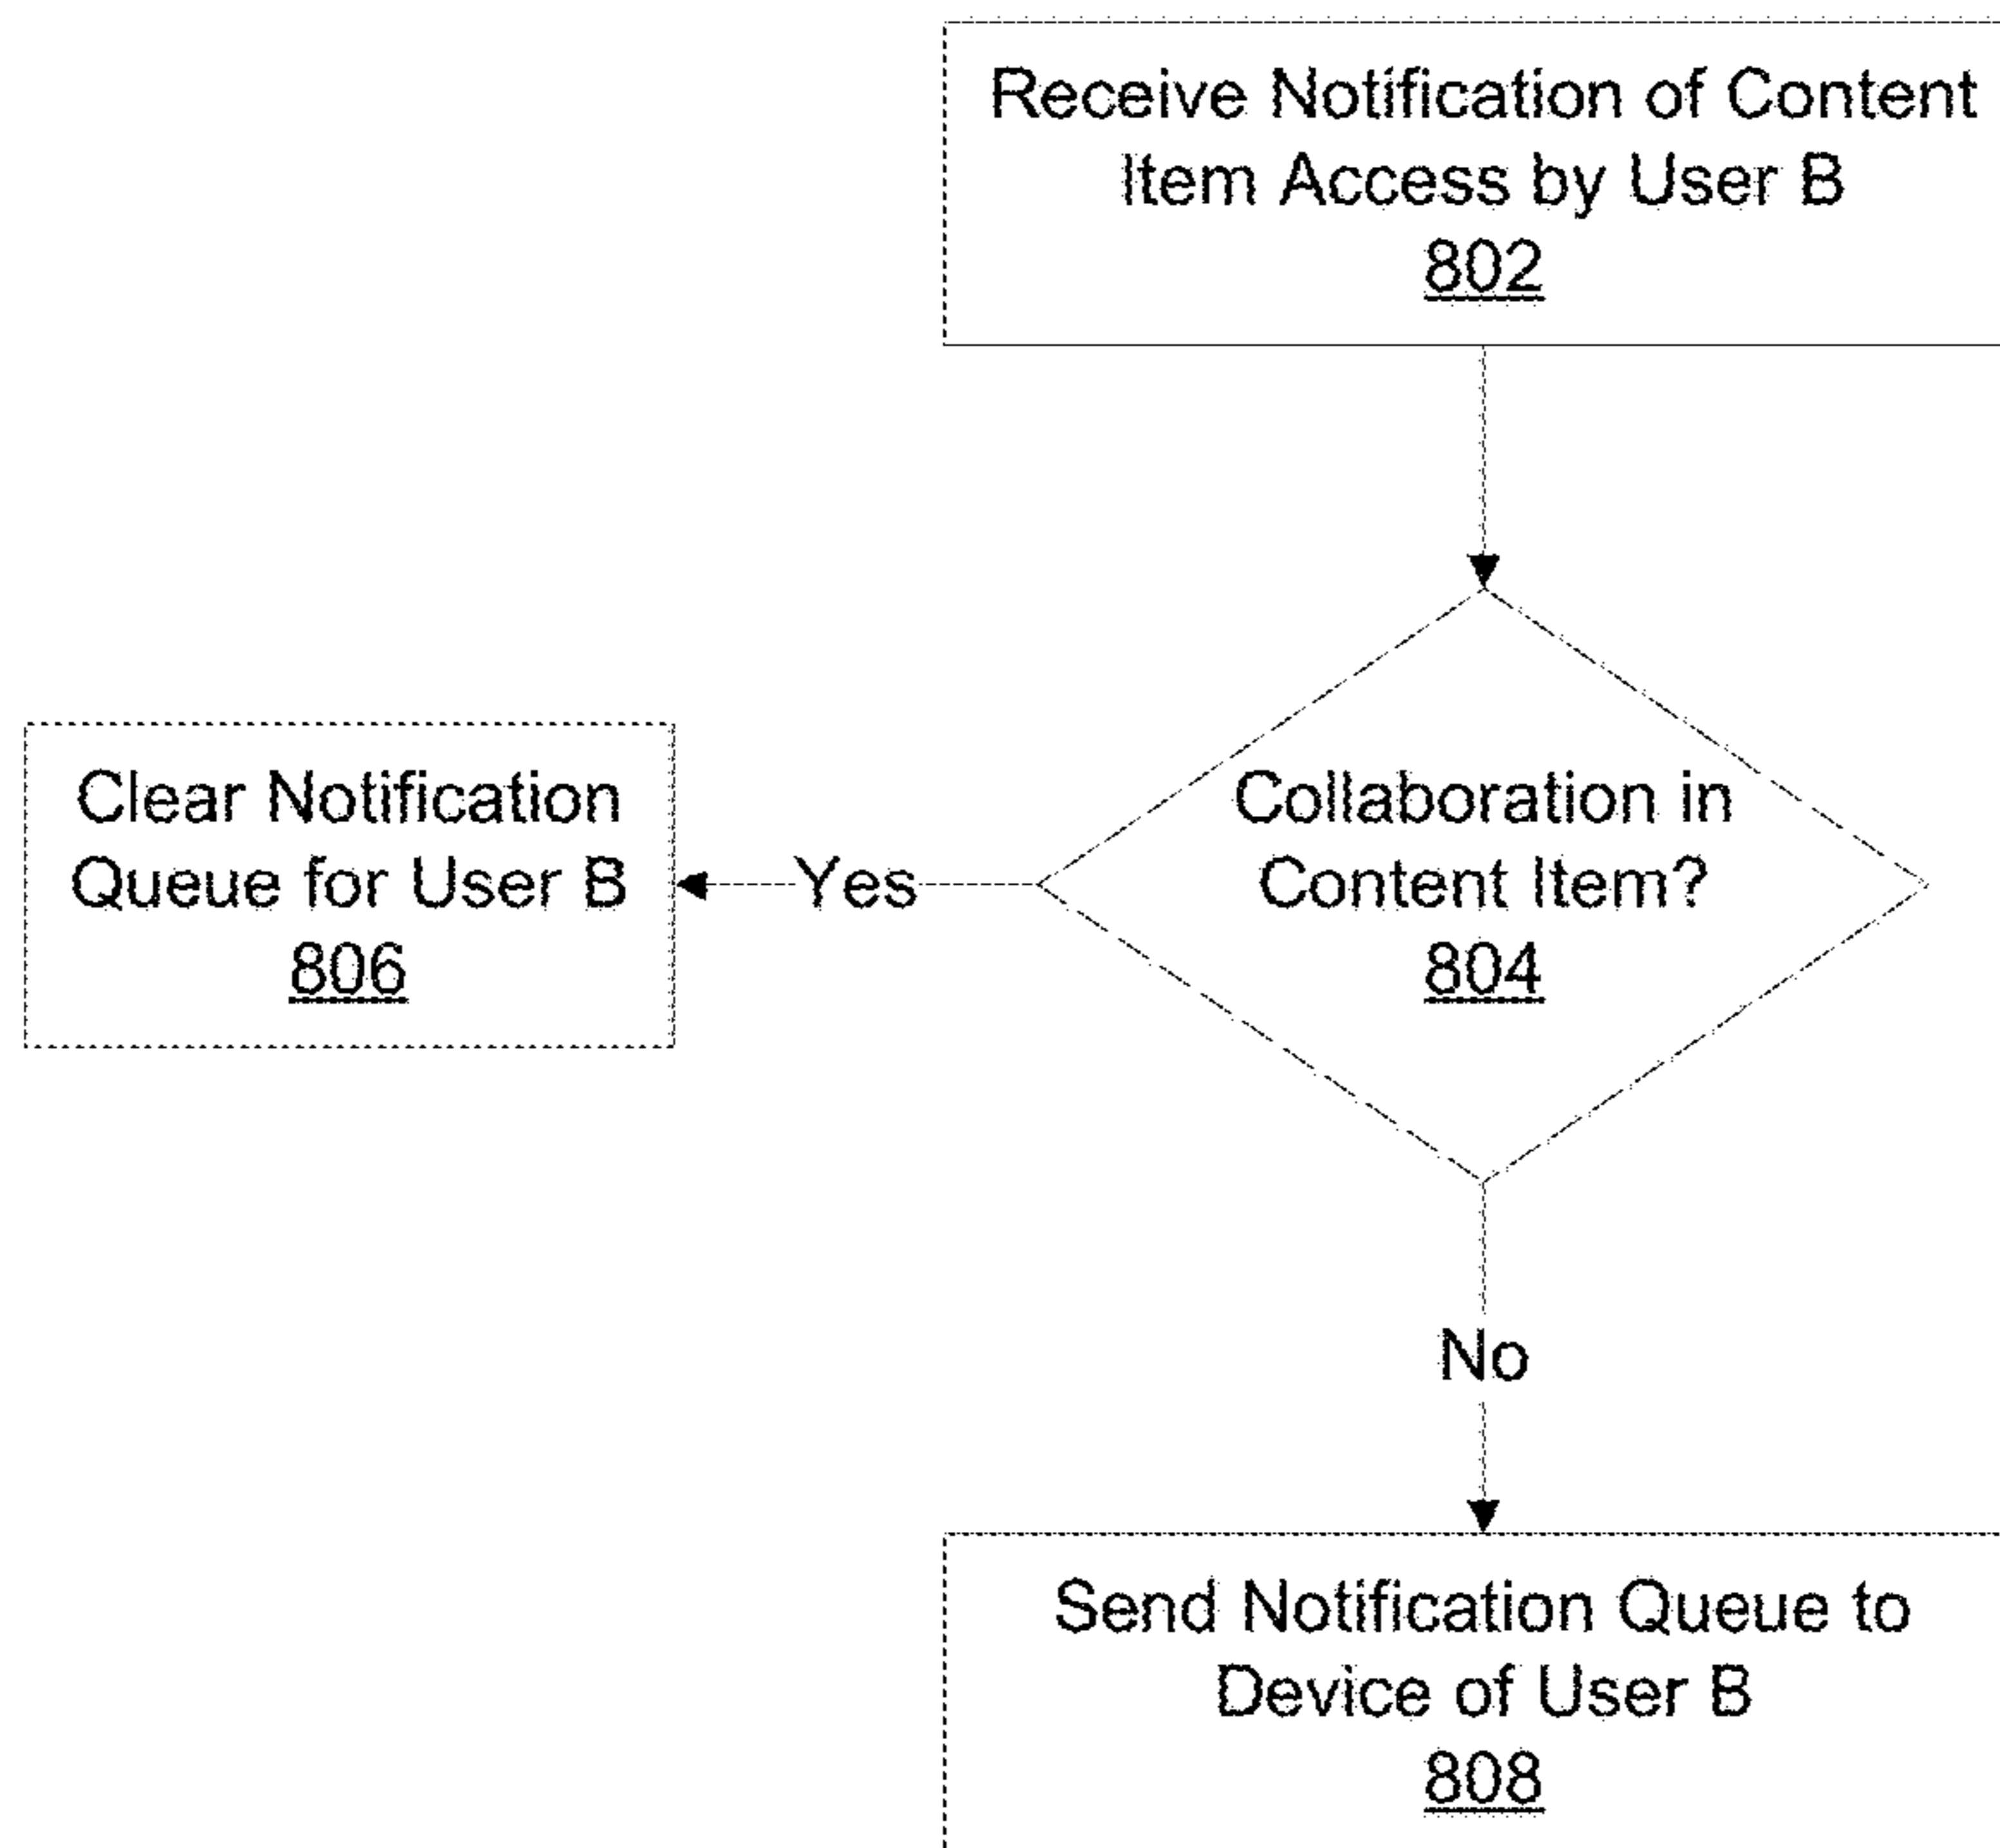 Receive Notification of Content
Item Access by User B
802
Collaboration in
Content Item?
804
Yes
Clear Notification
Queue for User B
806
No
Send Notification Queue to
Device of User B
808